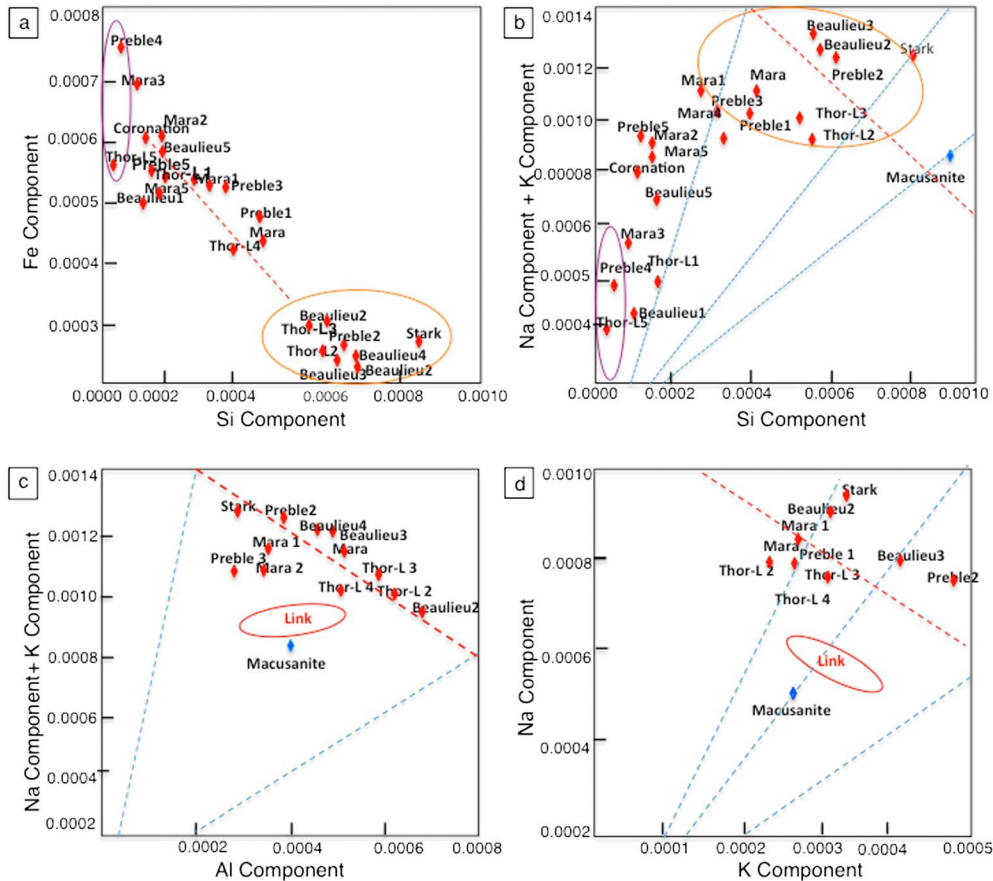 a
0.0008
0.0007
0.0006
0.0005
0.0004
0.0003
Fe Component
Preble4
Mara3
Mara2
Coronation
Beaulieu5
Thor-L5
Preble5
Thor-L1
Mara1
Preble3
Mara5
Beaulieu1
Preble1
Mara
Thor-L4
Beaulieu2
Thor-L3
Preble2
Stark
Thor-L2
Beaulieu4
Beaulieu3
Beaulieu2
0.0000 0.0002 0.0004 0.0006 0.0008 0.0010
Si Component
b
0.0014
0.0012
0.0010
0.00008
0.0006
0.0005
0.0004
Na Component + K Component
Beaulieu3
Beaulieu2
Stark
Preble2
Mara1
Mara
Preble3
Mara4
Thor-L3
Preble1
Thor-L2
Preble5
Mara2
Mara5
Coronation
Macusanite
Beaulieu5
Mara3
Preble4
Thor-L1
Beaulieu1
Thor-L5
0.0000 0.0002 0.0004 0.0006 0.0008 0.0010
Si Component
c
0.0014
0.0012
0.0010
0.0008
0.0006
0.0004
0.0002
Na Component + K Component
Stark
Preble2
Beaulieu4
Beaulieu3
Mara 1
Mara
Preble 3
Mara 2
Thor-L 3
Thor-L 4
Thor-L 2
Beaulieu2
Link
Macusanite
0.0002 0.0004 0.0006 0.0008
Al Component
d
0.0010
0.0008
0.0006
0.0004
0.0002
Na Component
Stark
Beaulieu2
Mara 1
Mara
Preble 1
Beaulieu3
Thor-L 2
Thor-L 3
Preble2
Thor-L 4
Link
Macusanite
0.0001 0.0002 0.0003 0.0004 0.0005
K Component